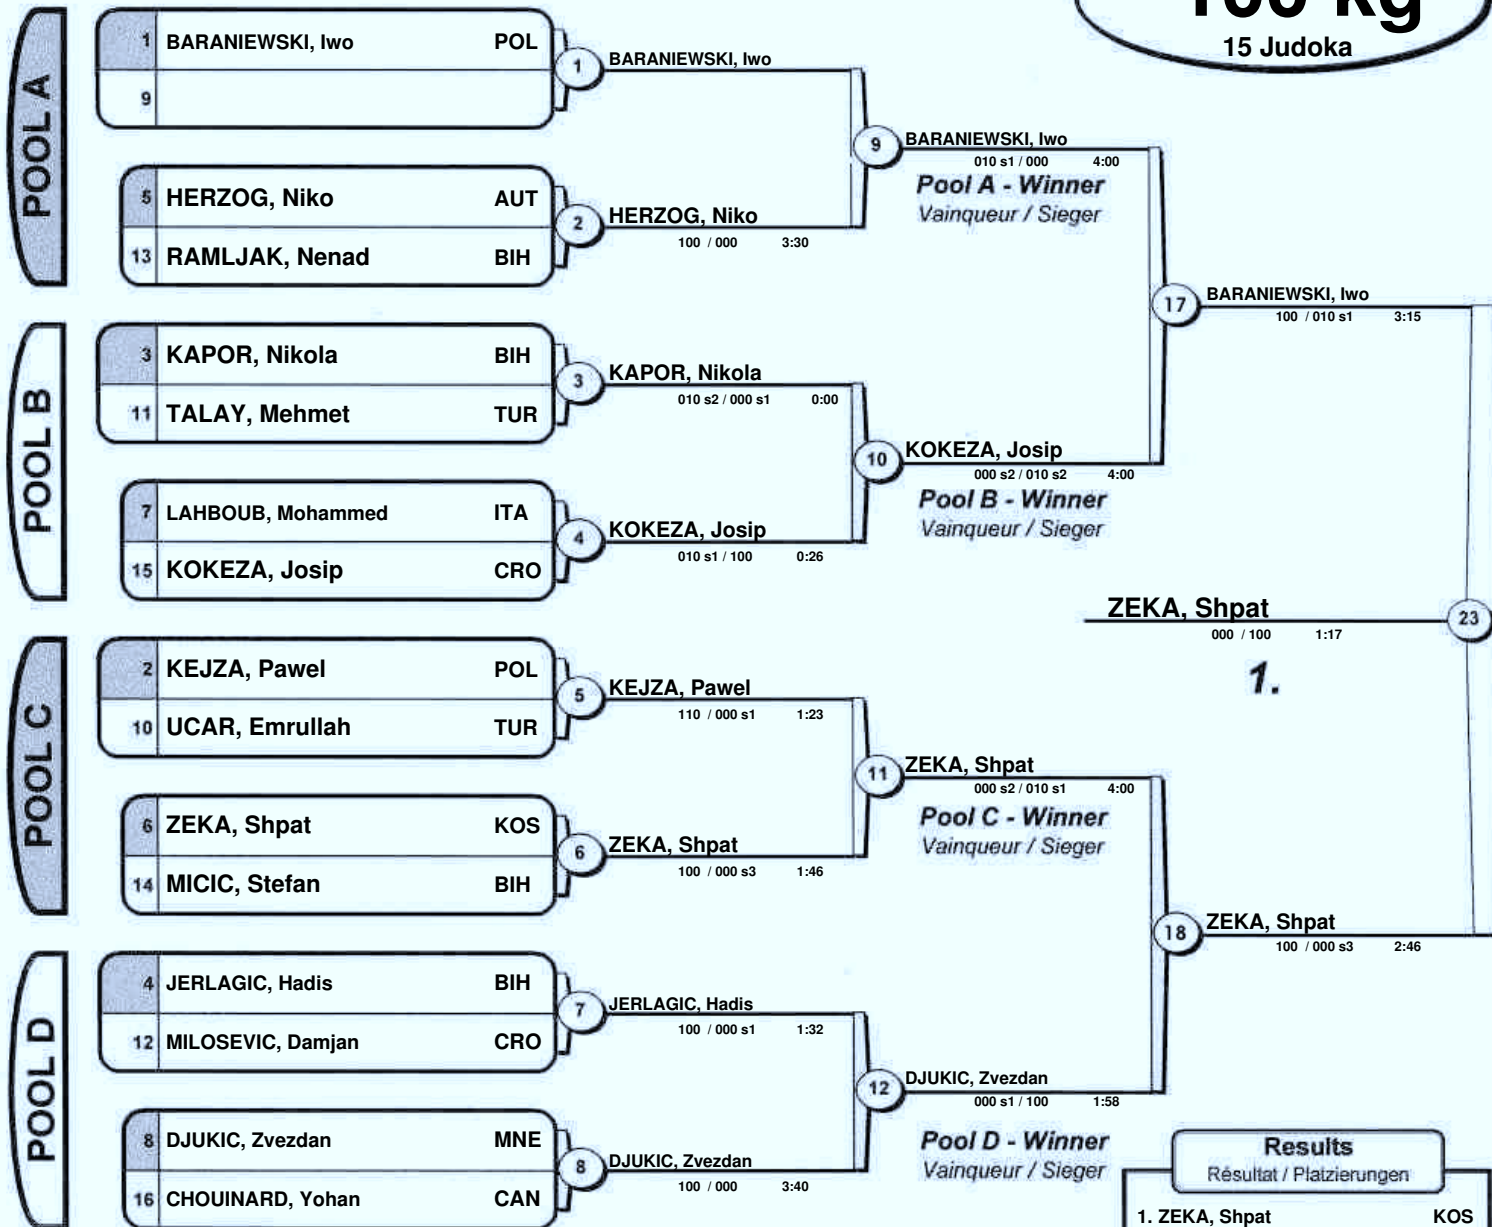 100 kg
15 Judoka
POOL A
1 BARANIEWSKI, Iwo POL
9
1
BARANIEWSKI, Iwo
5 HERZOG, Niko AUT
13 RAMLJAK, Nenad BIH
2
HERZOG, Niko
100 / 000 3:30
9
BARANIEWSKI, Iwo
010 s1 / 000 4:00
Pool A - Winner
Vainqueur / Sieger
POOL B
3 KAPOR, Nikola BIH
11 TALAY, Mehmet TUR
3
KAPOR, Nikola
010 s2 / 000 s1 0:00
7 LAHBOUB, Mohammed ITA
15 KOKEZA, Josip CRO
4
KOKEZA, Josip
010 s1 / 100 0:26
10
KOKEZA, Josip
000 s2 / 010 s2 4:00
Pool B - Winner
Vainqueur / Sieger
17
BARANIEWSKI, Iwo
100 / 010 s1 3:15
ZEKA, Shpat
000 / 100 1:17
23
1.
POOL C
2 KEJZA, Pawel POL
10 UCAR, Emrullah TUR
5
KEJZA, Pawel
110 / 000 s1 1:23
6 ZEKA, Shpat KOS
14 MICIC, Stefan BIH
6
ZEKA, Shpat
100 / 000 s3 1:46
11
ZEKA, Shpat
000 s2 / 010 s1 4:00
Pool C - Winner
Vainqueur / Sieger
18
ZEKA, Shpat
100 / 000 s3 2:46
POOL D
4 JERLAGIC, Hadis BIH
12 MILOSEVIC, Damjan CRO
7
JERLAGIC, Hadis
100 / 000 s1 1:32
8 DJUKIC, Zvezdan MNE
16 CHOUINARD, Yohan CAN
8
DJUKIC, Zvezdan
100 / 000 3:40
12
DJUKIC, Zvezdan
000 s1 / 100 1:58
Pool D - Winner
Vainqueur / Sieger
Results
Résultat / Platzierungen
1. ZEKA, Shpat KOS